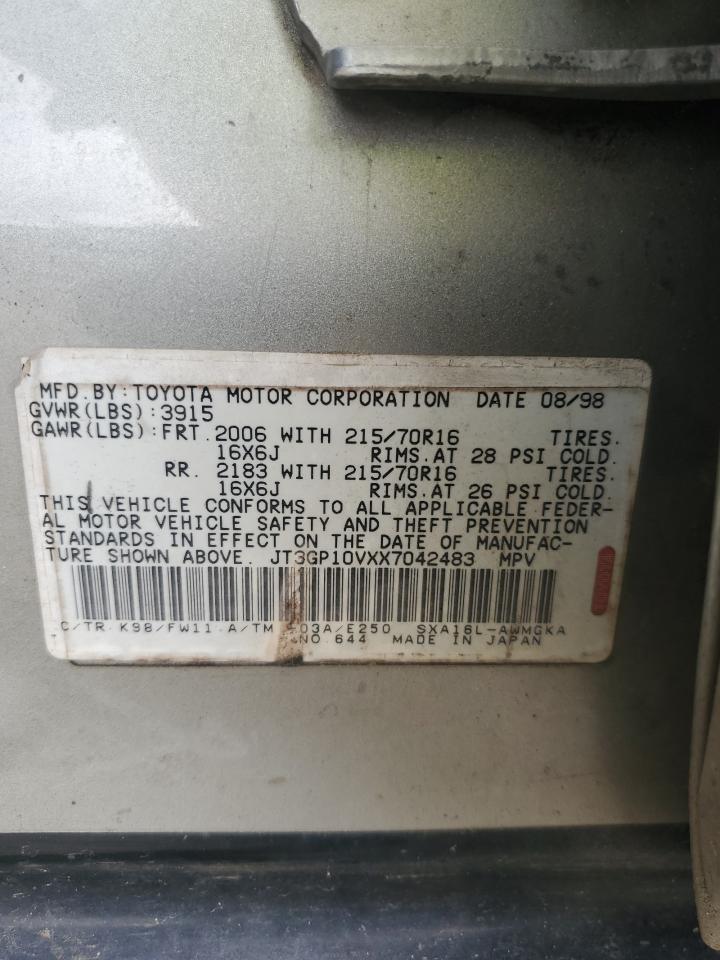 MFD.BY:TOYOTA MOTOR CORPORATION DATE 08/98
GVWR(LBS):3915
GAWR(LBS):FRT.2006 WITH 215/70R16 TIRES.
16X6J RIMS.AT 28 PSI COLD.
RR. 2183 WITH 215/70R16 TIRES.
16X6J RIMS.AT 26 PSI COLD.
THIS VEHICLE CONFORMS TO ALL APPLICABLE FEDER-
AL MOTOR VEHICLE SAFETY AND THEFT PREVENTION
STANDARDS IN EFFECT ON THE DATE OF MANUFAC-
TURE SHOWN ABOVE. JT3GP10VXX7042483 MPV
C/TR.K98/FW11.A/TM 03A/E250 SXA16L-AWMGKA
NO.644 MADE IN JAPAN